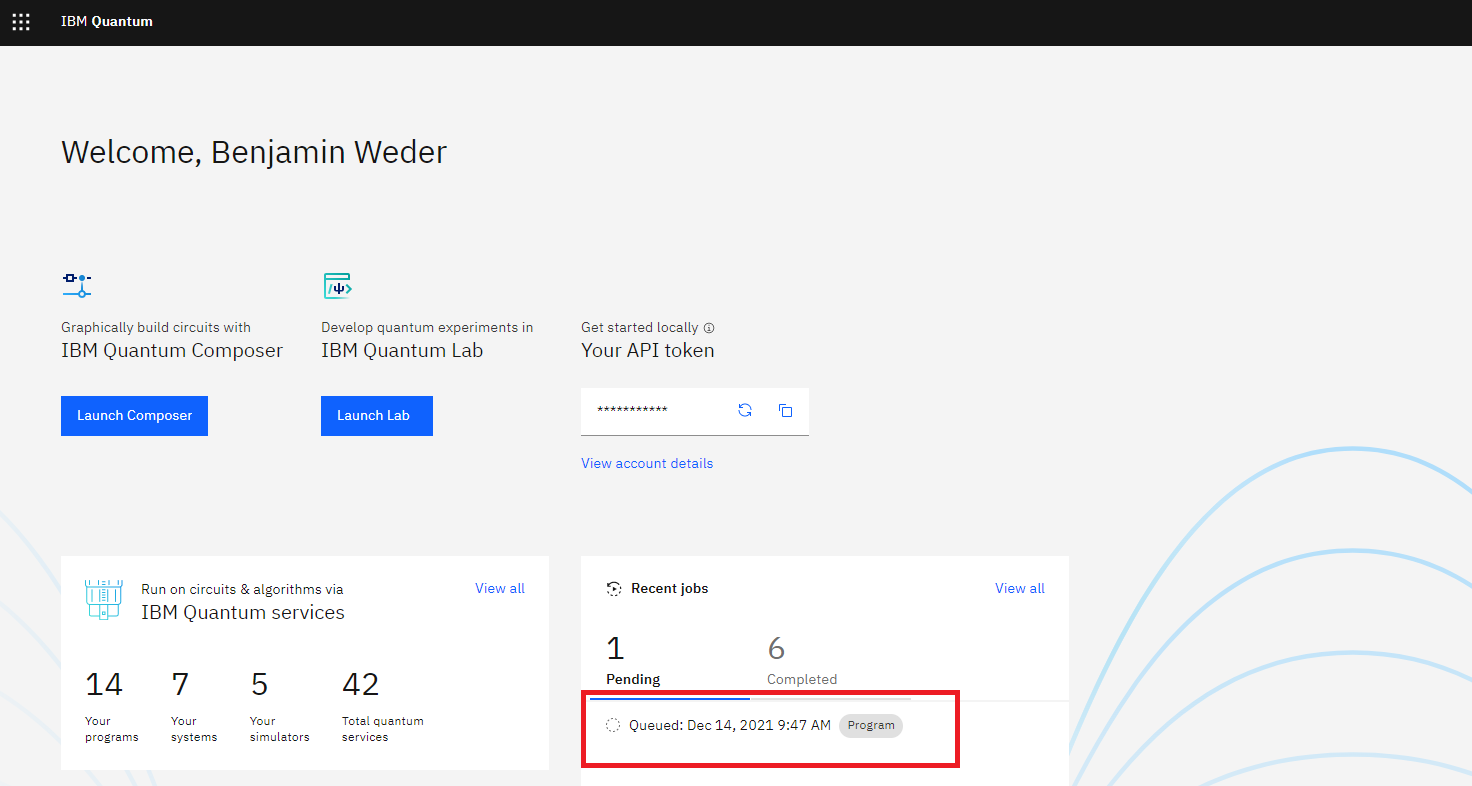 IBM Quantum
Welcome, Benjamin Weder
Graphically build circuits with
IBM Quantum Composer
Launch Composer
Develop quantum experiments in
IBM Quantum Lab
Launch Lab
Get started locally
Your API token
***********
View account details
Run on circuits & algorithms via
IBM Quantum services
View all
14
Your
programs
7
Your
systems
5
Your
simulators
42
Total quantum
services
Recent jobs
View all
1
Pending
6
Completed
Queued: Dec 14, 2021 9:47 AM Program